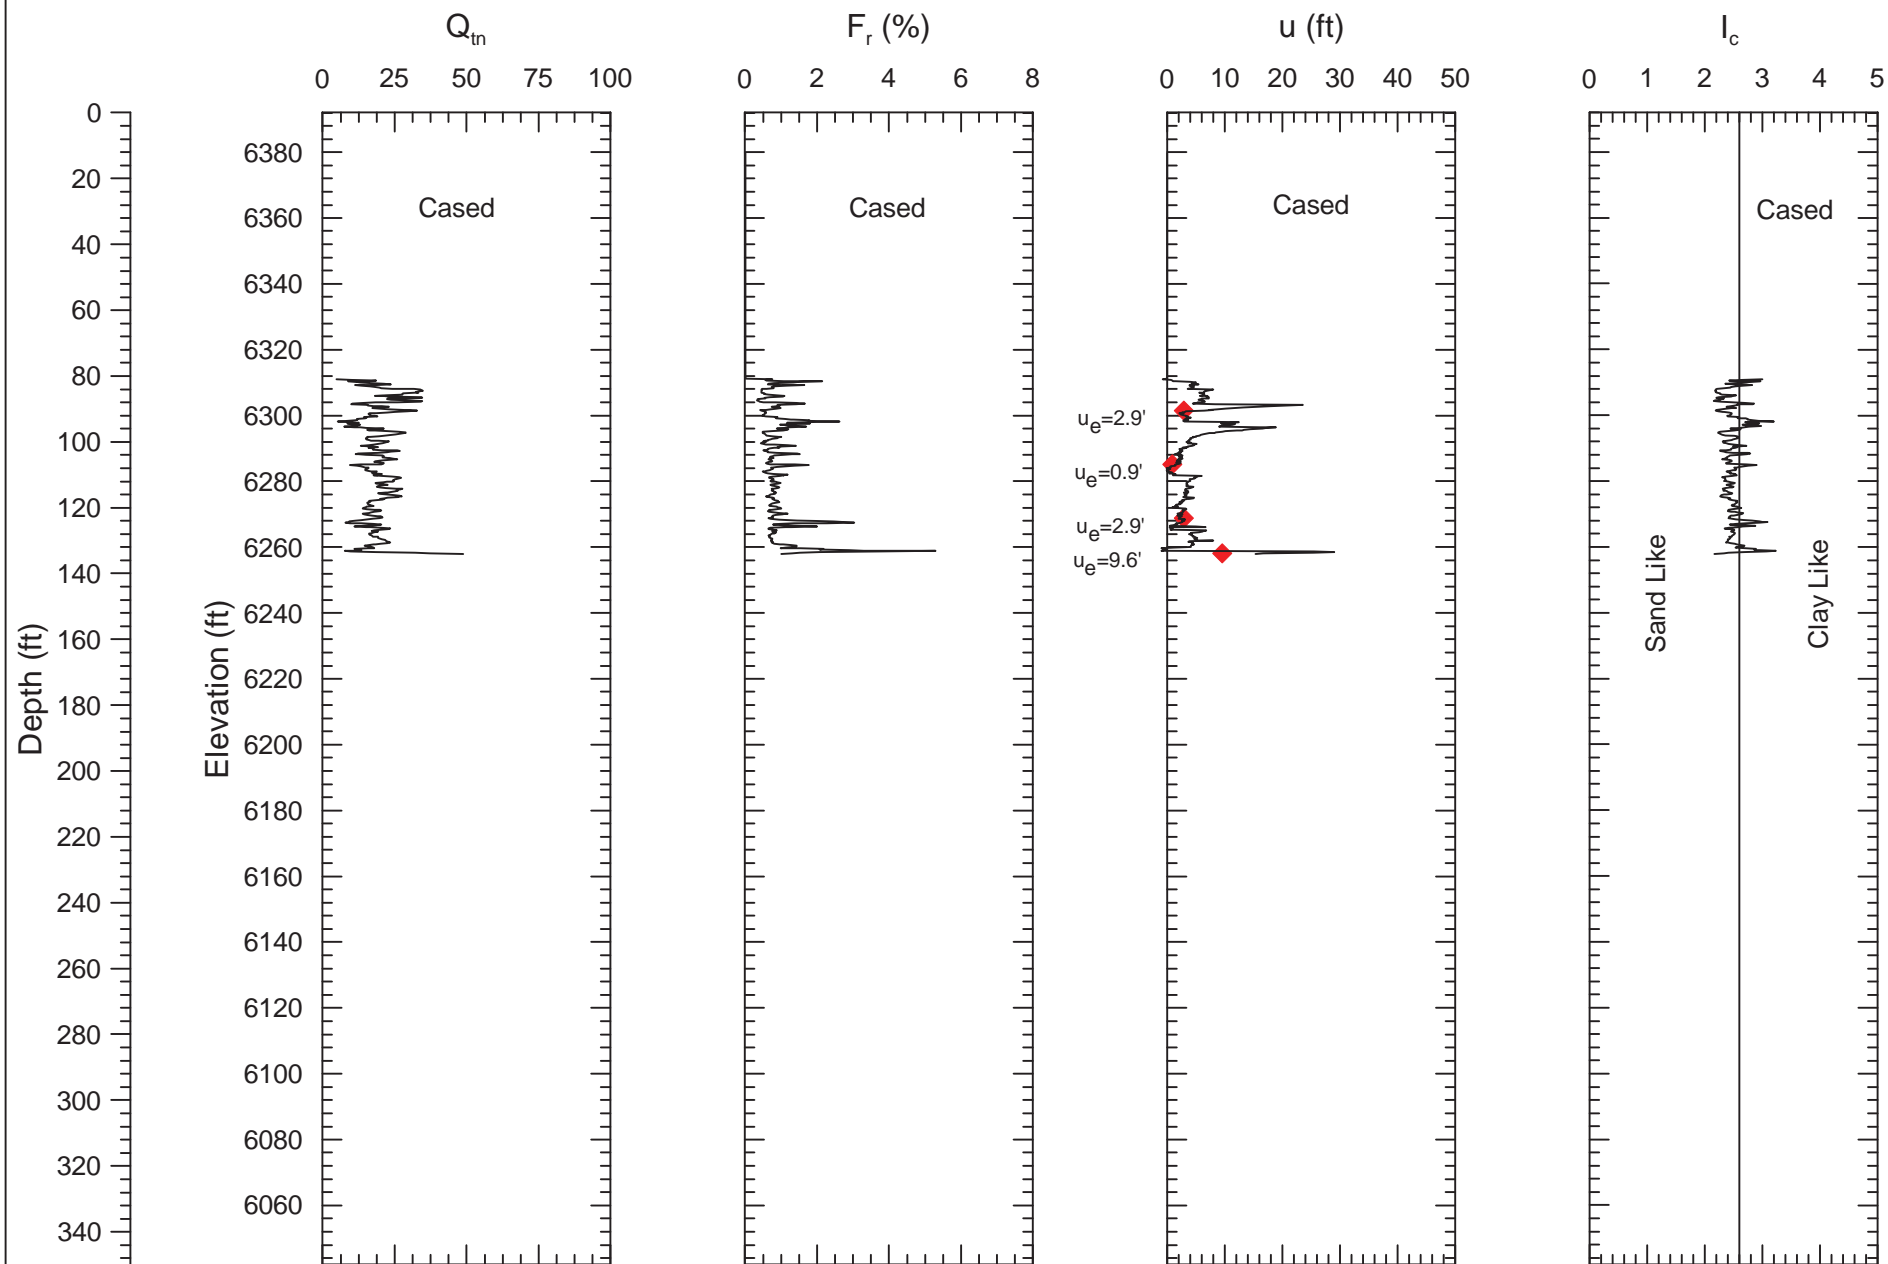 Qtn
Fr (%)
u (ft)
Ic
0 25 50 75 100
0 2 4 6 8
0 10 20 30 40 50
0 1 2 3 4 5
Depth (ft)
0
20
40
60
80
100
120
140
160
180
200
220
240
260
280
300
320
340
Elevation (ft)
6380
6360
6340
6320
6300
6280
6260
6240
6220
6200
6180
6160
6140
6120
6100
6080
6060
Cased
Cased
Cased
Cased
ue=2.9'
ue=0.9'
ue=2.9'
ue=9.6'
Sand Like
Clay Like